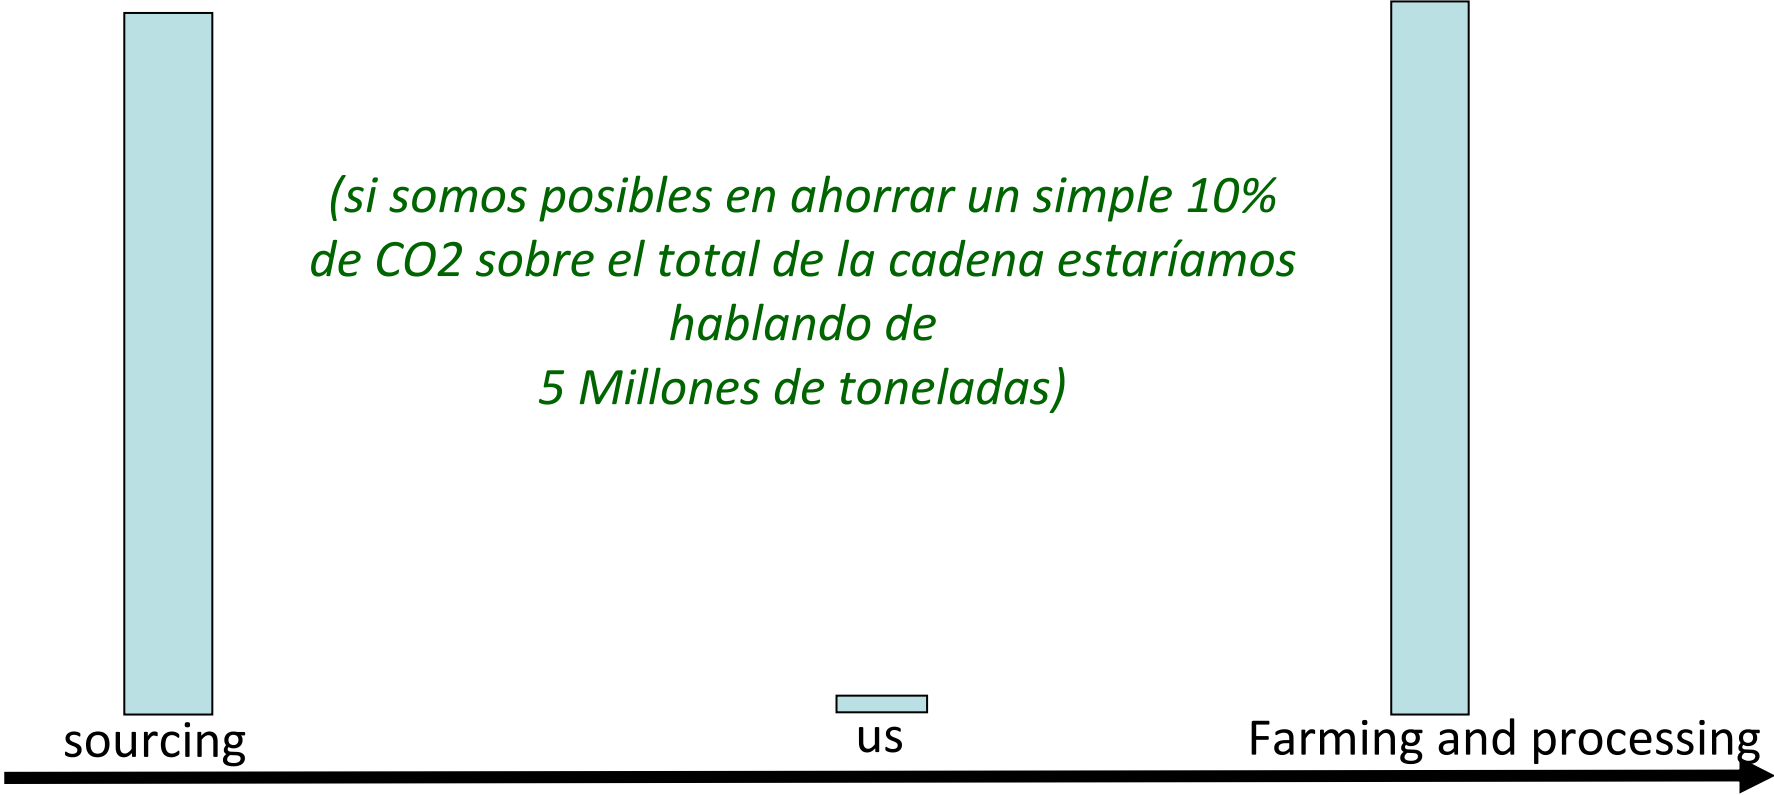 (si somos posibles en ahorrar un simple 10%
de CO2 sobre el total de la cadena estaríamos
hablando de
5 Millones de toneladas)
sourcing
us
Farming and processing